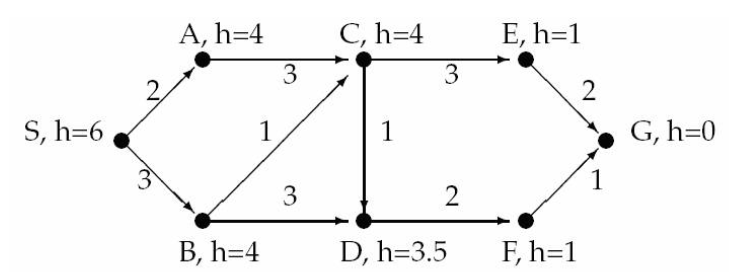 A, h=4 C, h=4 E, h=1
2 3 3 2
S, h=6 1 1 G, h=0
3 3 2 1
B, h=4 D, h=3.5 F, h=1